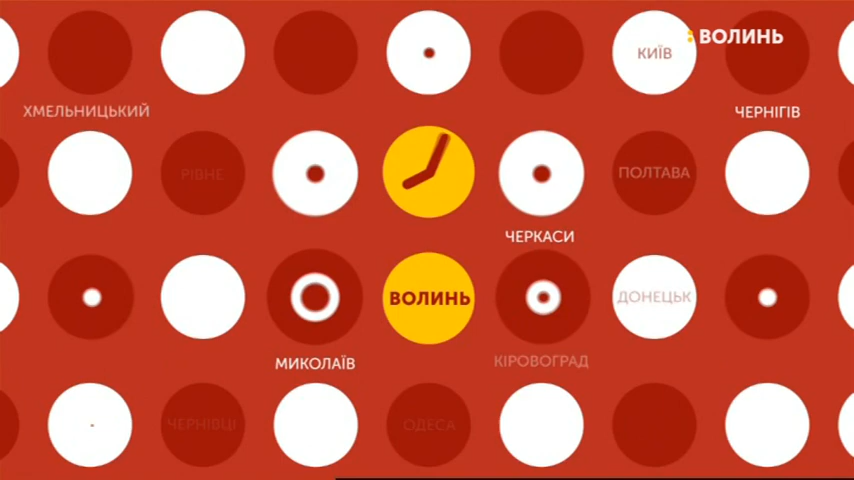 КИЇВ
:ВОЛИНЬ
ХМЕЛЬНИЦЬКИЙ
ЧЕРНІГІВ
РІВНЕ
ПОЛТАВА
ЧЕРКАСИ
ВОЛИНЬ
ДОНЕЦЬК
МИКОЛАЇВ
КІРОВОГРАД
ЧЕРНІВЦІ
ОДЕСА